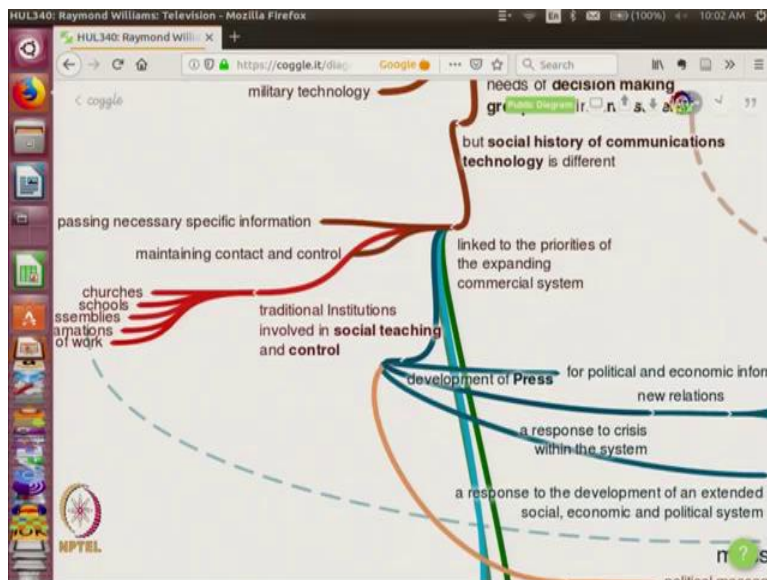 HUL340: Raymond Williams: Television - Mozilla Firefox
En
(100%)
10:02 AM
HUL340: Raymond Willi
https://coggle.it/diag
Google
Search
coggle
military technology
needs of decision making
Public Diagram
but social history of communications
technology is different
passing necessary specific information
maintaining contact and control
linked to the priorities of
the expanding
commercial system
churches
schools
ssemblies
amations
of work
traditional Institutions
involved in social teaching
and control
development of Press
for political and economic inform
new relations
a response to crisis
within the system
a response to the development of an extended
social, economic and political system
NPTEL
?